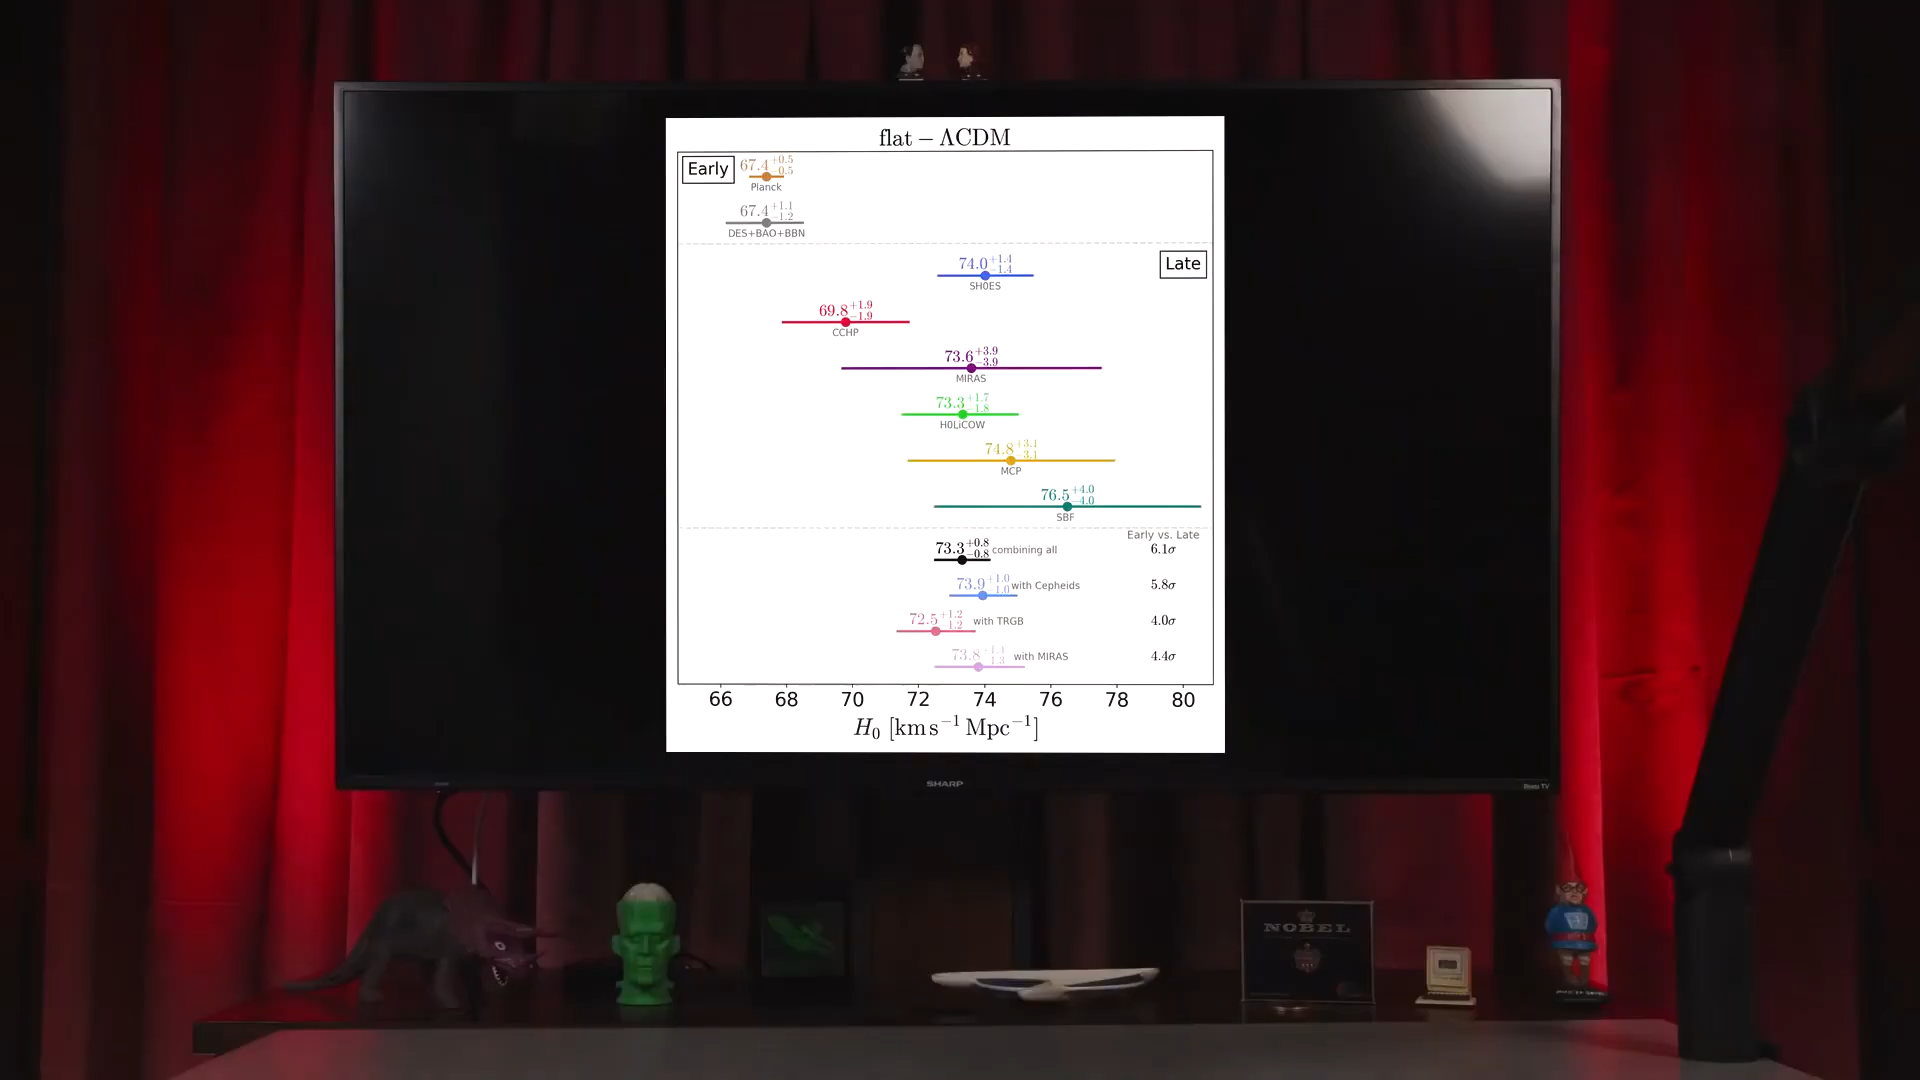 flat − ΛCDM
Early
67.4 +0.5 −0.5
Planck
67.4 +1.1 −1.2
DES+BAO+BBN
Late
74.0 +1.4 −1.4
SH0ES
69.8 +1.9 −1.9
CCHP
73.6 +3.9 −3.9
MIRAS
73.3 +1.7 −1.8
H0LiCOW
74.8 +3.1 −3.1
MCP
76.5 +4.0 −4.0
SBF
Early vs. Late
73.3 +0.8 −0.8 combining all 6.1σ
73.9 +1.0 −1.0 with Cepheids 5.8σ
72.5 +1.2 −1.2 with TRGB 4.0σ
73.8 +1.1 −1.3 with MIRAS 4.4σ
66 68 70 72 74 76 78 80
H₀ [km s⁻¹ Mpc⁻¹]
SHARP
Roku TV
NOBEL